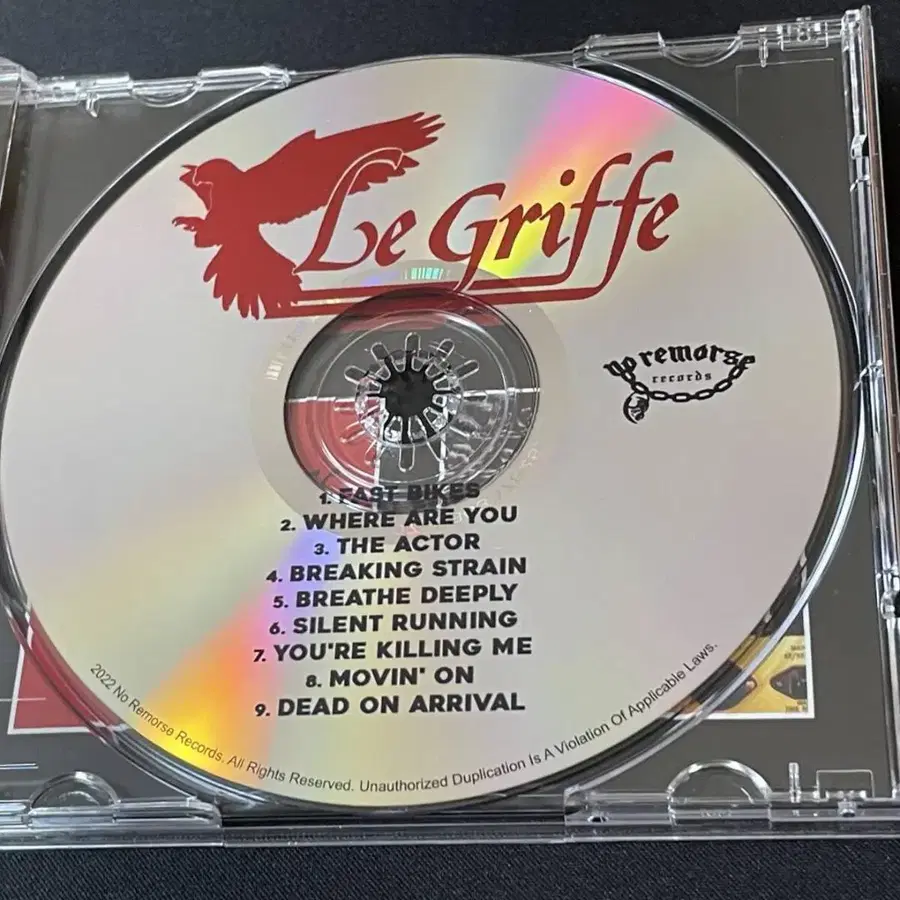 Le Griffe
no remorse
records
1. FAST BIKES
2. WHERE ARE YOU
3. THE ACTOR
4. BREAKING STRAIN
5. BREATHE DEEPLY
6. SILENT RUNNING
7. YOU'RE KILLING ME
8. MOVIN' ON
9. DEAD ON ARRIVAL
2022 No Remorse Records. All Rights Reserved. Unauthorized Duplication Is A Violation Of Applicable Laws.